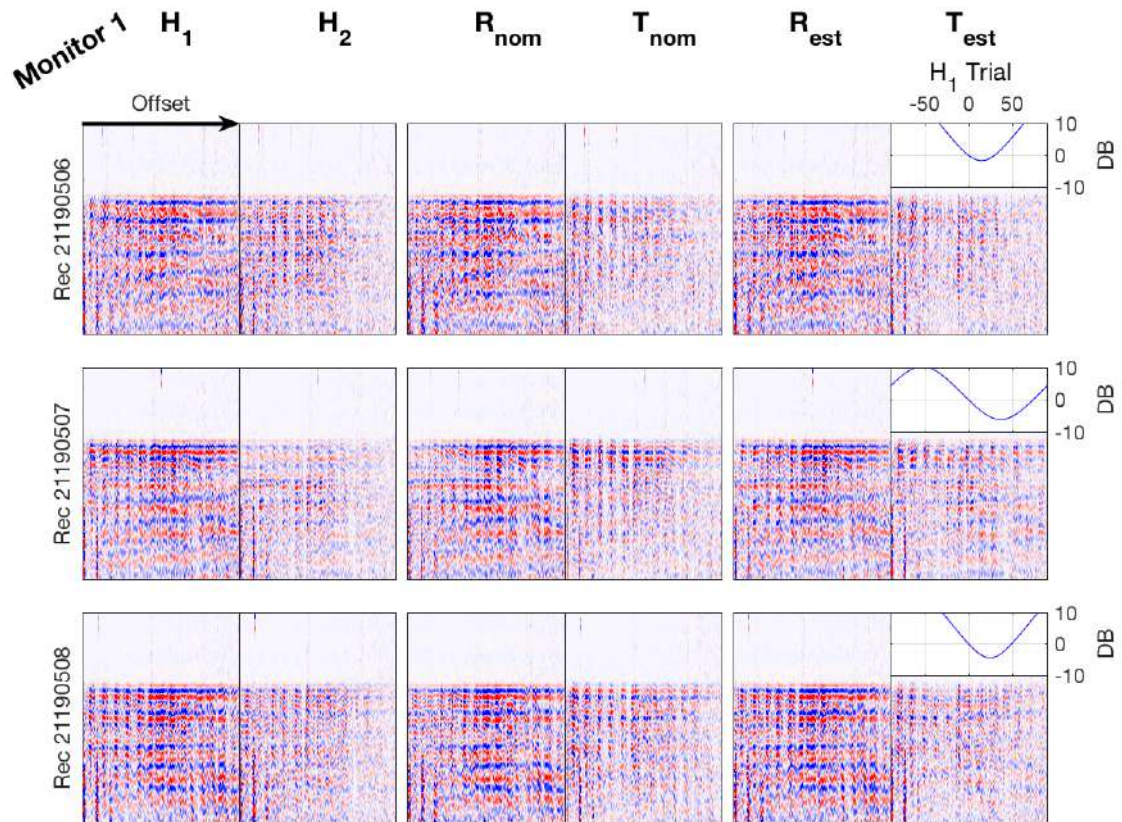 Monitor 1 H1 H2 Rnom Tnom Rest Test
H1 Trial
Offset -50 0 50
Rec 21190506 10 0 -10 DB
Rec 21190507 10 0 -10 DB
Rec 21190508 10 0 -10 DB